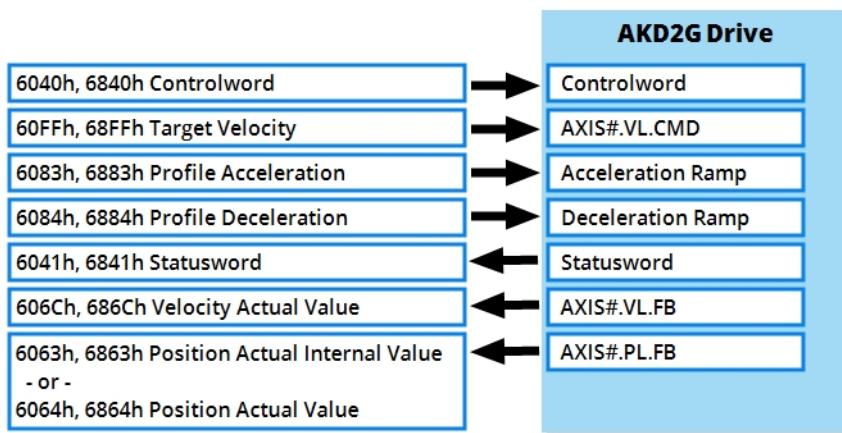 AKD2G Drive
6040h, 6840h Controlword
Controlword
60FFh, 68FFh Target Velocity
AXIS#.VL.CMD
6083h, 6883h Profile Acceleration
Acceleration Ramp
6084h, 6884h Profile Deceleration
Deceleration Ramp
6041h, 6841h Statusword
Statusword
606Ch, 686Ch Velocity Actual Value
AXIS#.VL.FB
6063h, 6863h Position Actual Internal Value
- or -
6064h, 6864h Position Actual Value
AXIS#.PL.FB